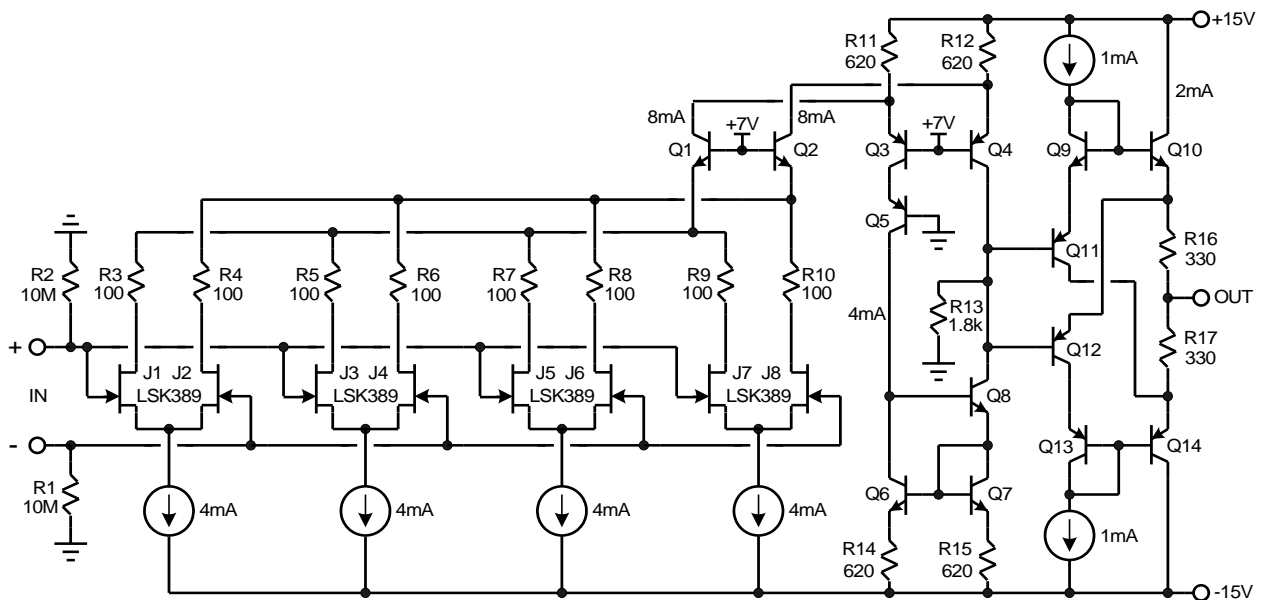 R11
620
R12
620
+15V
1mA
2mA
8mA
8mA
+7V
+7V
Q1
Q2
Q3
Q4
Q9
Q10
Q5
R2
10M
R3
100
R4
100
R5
100
R6
100
R7
100
R8
100
R9
100
R10
100
Q11
R16
330
4mA
R13
1.8k
OUT
+
J1 J2
LSK389
J3 J4
LSK389
J5 J6
LSK389
J7 J8
LSK389
Q12
R17
330
IN
-
Q8
Q13
Q14
R1
10M
4mA
4mA
4mA
4mA
Q6
Q7
R14
620
R15
620
1mA
-15V